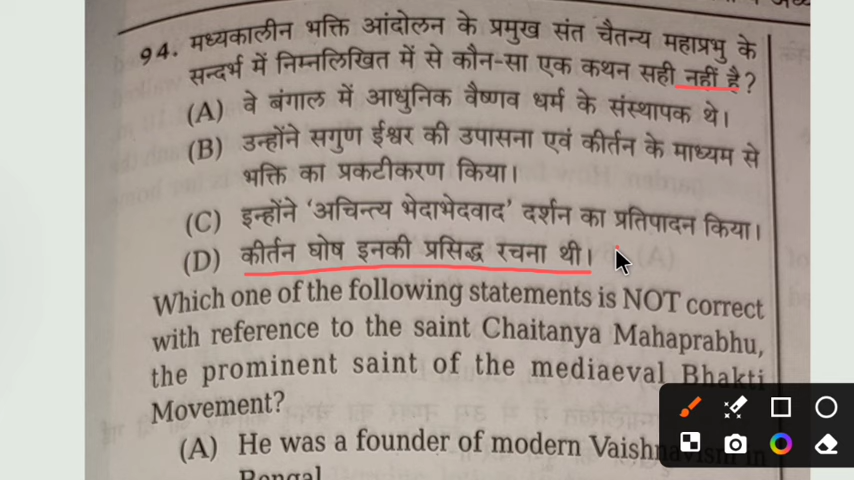 94. मध्यकालीन भक्ति आंदोलन के प्रमुख संत चैतन्य महाप्रभु के
सन्दर्भ में निम्नलिखित में से कौन-सा एक कथन सही नहीं है?
(A) वे बंगाल में आधुनिक वैष्णव धर्म के संस्थापक थे।
(B) उन्होंने सगुण ईश्वर की उपासना एवं कीर्तन के माध्यम से
भक्ति का प्रकटीकरण किया।
(C) इन्होंने ‘अचिन्त्य भेदाभेदवाद’ दर्शन का प्रतिपादन किया।
(D) कीर्तन घोष इनकी प्रसिद्ध रचना थी।
Which one of the following statements is NOT correct
with reference to the saint Chaitanya Mahaprabhu,
the prominent saint of the mediaeval Bhakti
Movement?
(A) He was a founder of modern Vaishnavism in
Bengal